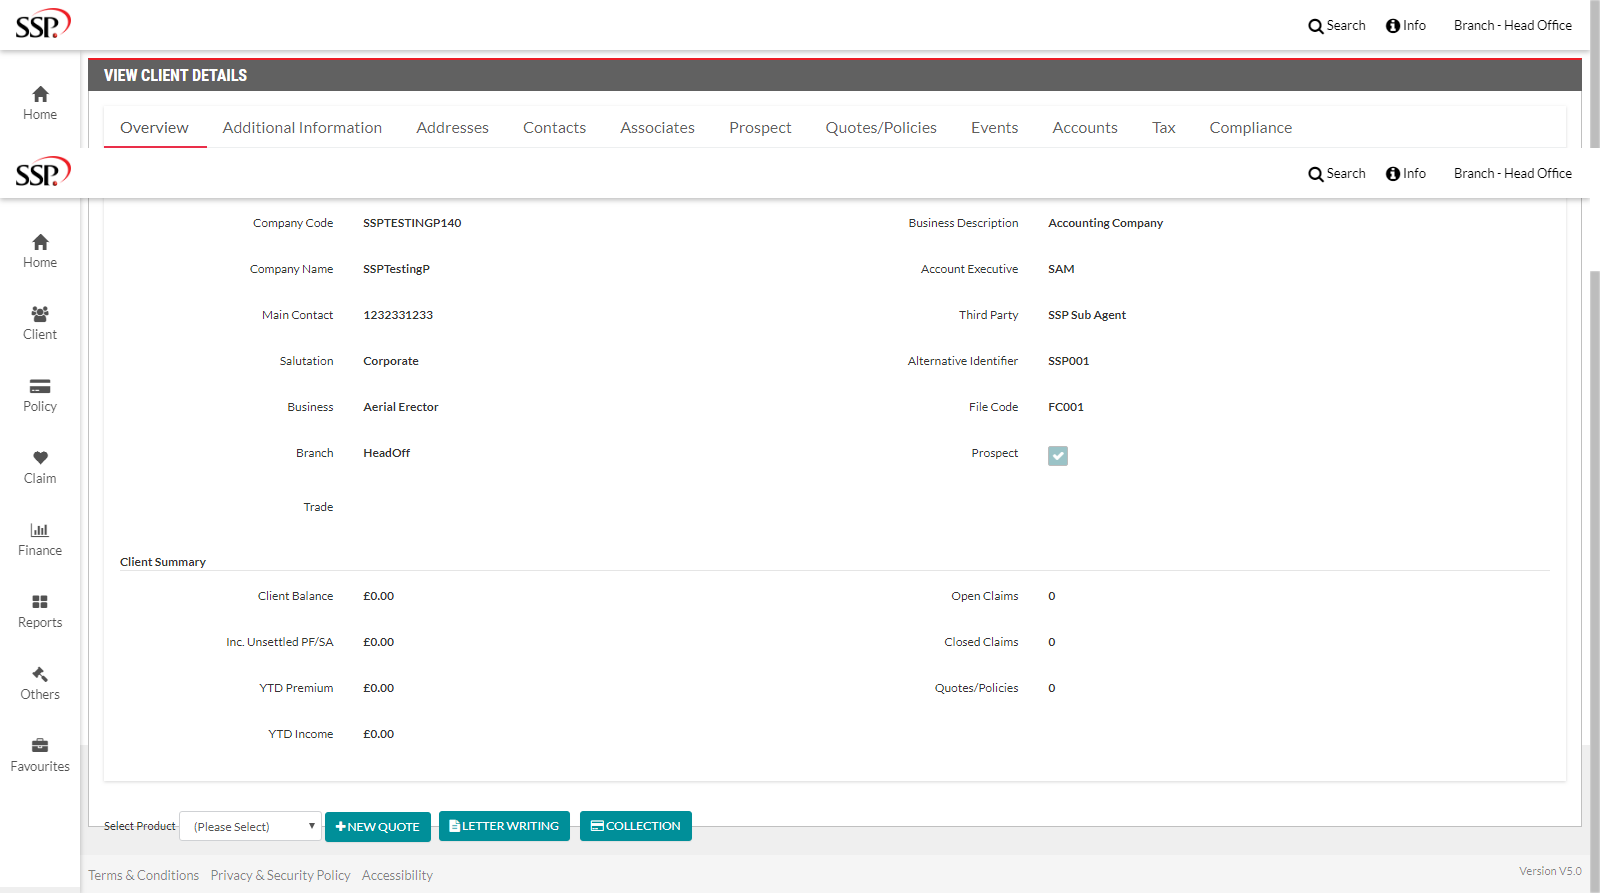 SSP.
Search Info Branch - Head Office
VIEW CLIENT DETAILS
Home
Overview Additional Information Addresses Contacts Associates Prospect Quotes/Policies Events Accounts Tax Compliance
SSP.
Search Info Branch - Head Office
Company Code SSPTESTINGP140 Business Description Accounting Company
Home
Company Name SSPTestingP Account Executive SAM
Main Contact 1232331233 Third Party SSP Sub Agent
Client
Salutation Corporate Alternative Identifier SSP001
Policy
Business Aerial Erector File Code FC001
Branch HeadOff Prospect
Claim
Trade
Finance
Client Summary
Client Balance £0.00 Open Claims 0
Reports
Inc. Unsettled PF/SA £0.00 Closed Claims 0
YTD Premium £0.00 Quotes/Policies 0
Others
YTD Income £0.00
Favourites
Select Product (Please Select) NEW QUOTE LETTER WRITING COLLECTION
Terms & Conditions Privacy & Security Policy Accessibility Version V5.0